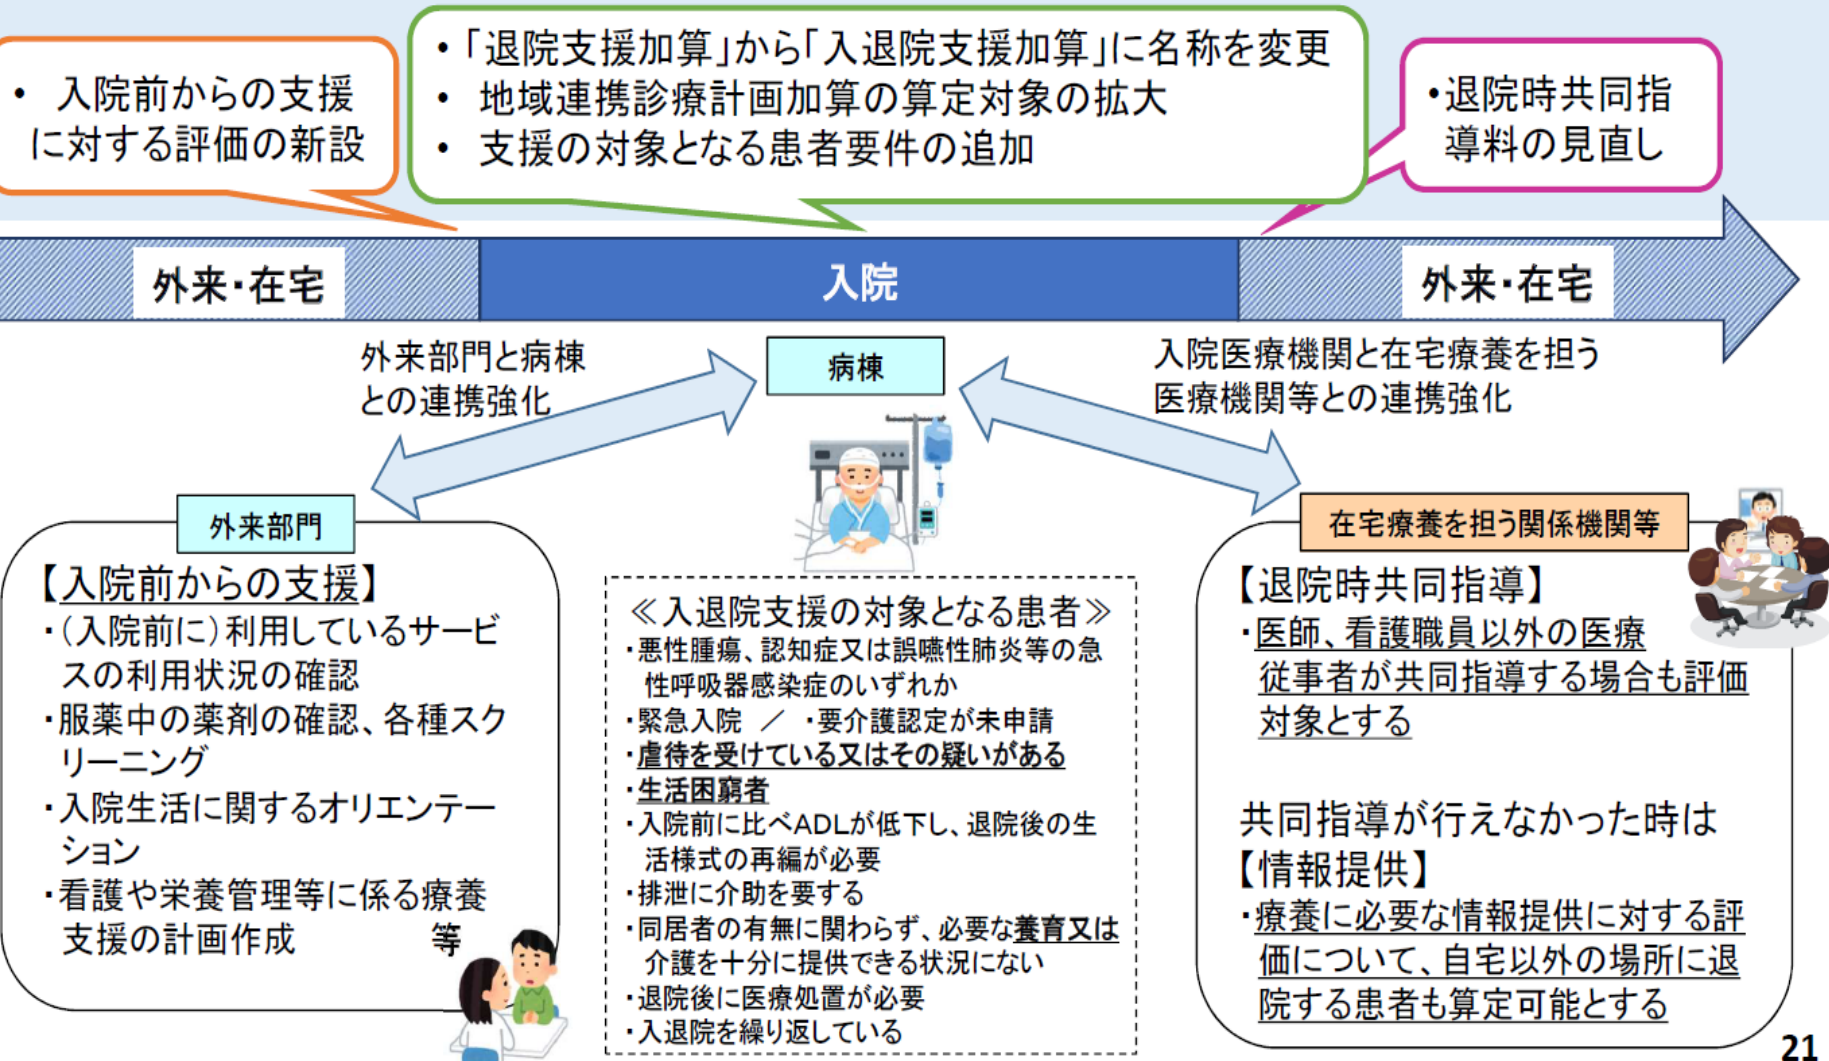 ・ 入院前からの支援
に対する評価の新設
・「退院支援加算」から「入退院支援加算」に名称を変更
・ 地域連携診療計画加算の算定対象の拡大
・ 支援の対象となる患者要件の追加
・退院時共同指
導料の見直し
外来・在宅
入院
外来・在宅
外来部門と病棟
との連携強化
病棟
入院医療機関と在宅療養を担う
医療機関等との連携強化
外来部門
【入院前からの支援】
・（入院前に）利用しているサービ
スの利用状況の確認
・服薬中の薬剤の確認、各種スク
リーニング
・入院生活に関するオリエンテー
ション
・看護や栄養管理等に係る療養
支援の計画作成 等
≪入退院支援の対象となる患者≫
・悪性腫瘍、認知症又は誤嚥性肺炎等の急
性呼吸器感染症のいずれか
・緊急入院 ／ ・要介護認定が未申請
・虐待を受けている又はその疑いがある
・生活困窮者
・入院前に比べADLが低下し、退院後の生
活様式の再編が必要
・排泄に介助を要する
・同居者の有無に関わらず、必要な養育又は
介護を十分に提供できる状況にない
・退院後に医療処置が必要
・入退院を繰り返している
在宅療養を担う関係機関等
【退院時共同指導】
・医師、看護職員以外の医療
従事者が共同指導する場合も評価
対象とする
共同指導が行えなかった時は
【情報提供】
・療養に必要な情報提供に対する評
価について、自宅以外の場所に退
院する患者も算定可能とする
21